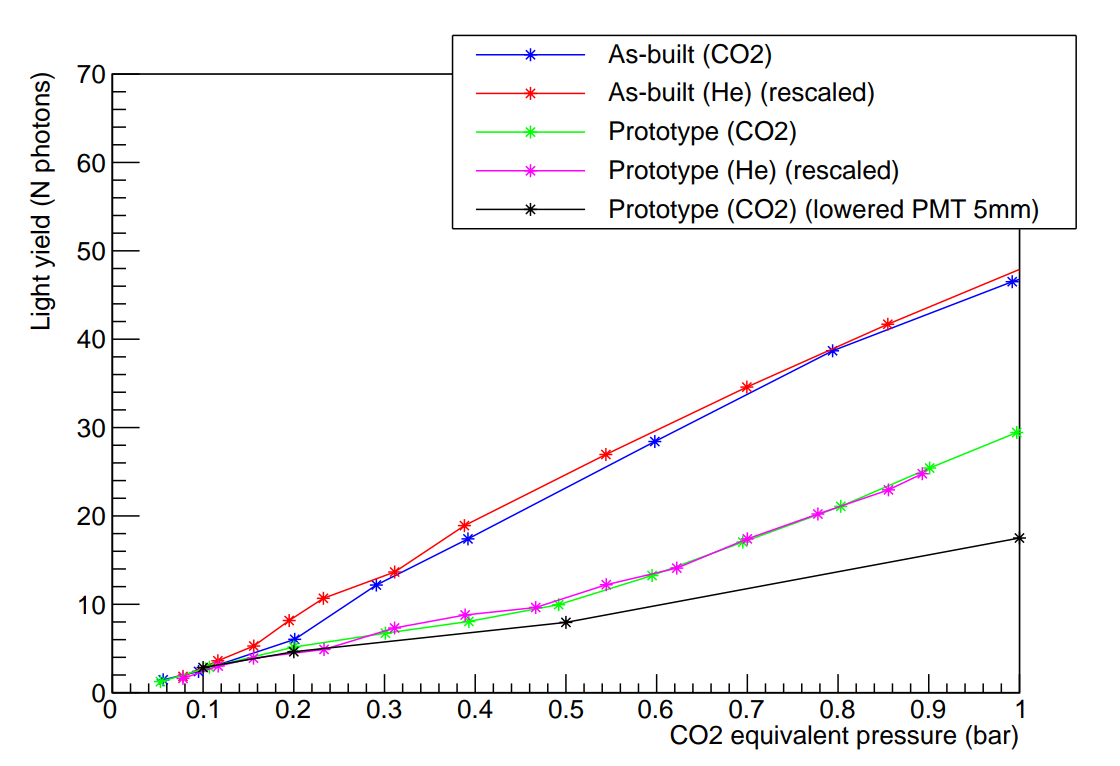 As-built (CO2)
As-built (He) (rescaled)
Prototype (CO2)
Prototype (He) (rescaled)
Prototype (CO2) (lowered PMT 5mm)
Light yield (N photons)
70
60
50
40
30
20
10
0
0 0.1 0.2 0.3 0.4 0.5 0.6 0.7 0.8 0.9 1
CO2 equivalent pressure (bar)